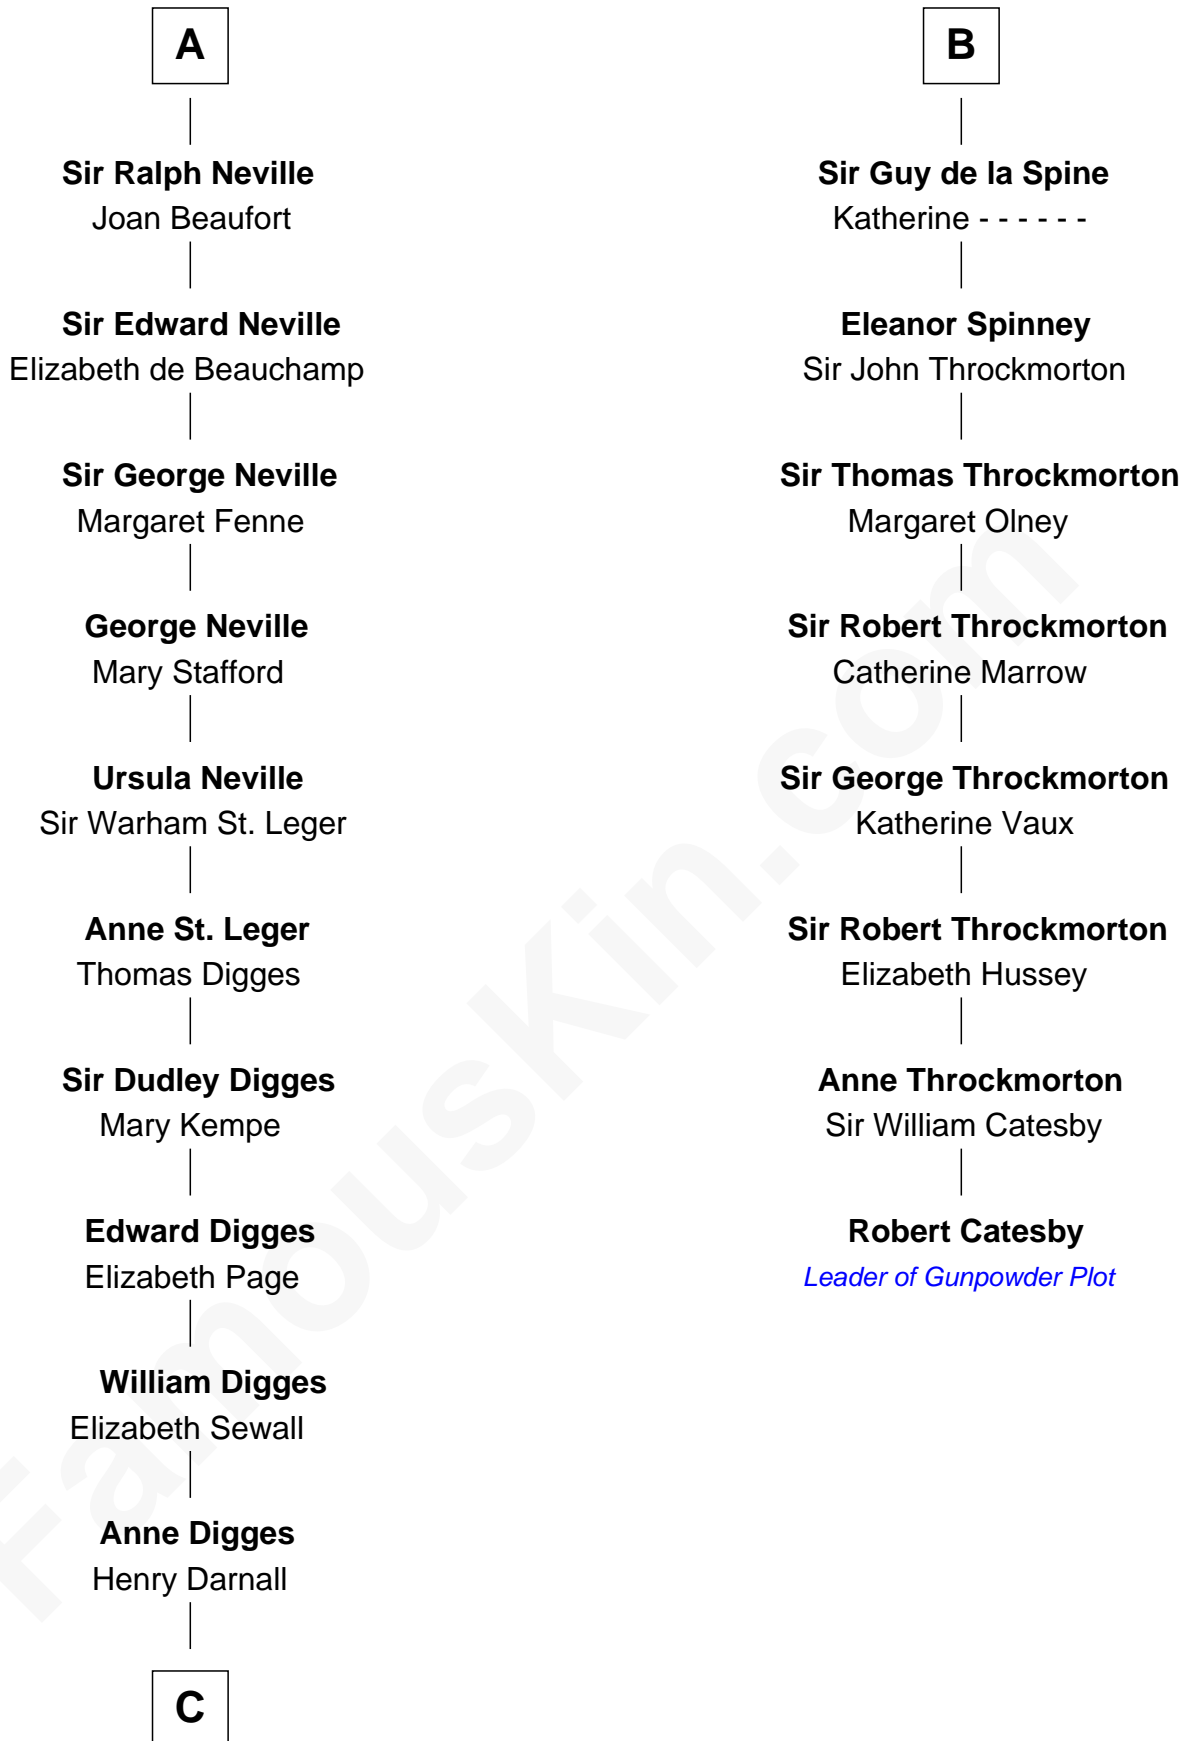 A
Sir Ralph Neville
Joan Beaufort
Sir Edward Neville
Elizabeth de Beauchamp
Sir George Neville
Margaret Fenne
George Neville
Mary Stafford
Ursula Neville
Sir Warham St. Leger
Anne St. Leger
Thomas Digges
Sir Dudley Digges
Mary Kempe
Edward Digges
Elizabeth Page
William Digges
Elizabeth Sewall
Anne Digges
Henry Darnall
C
B
Sir Guy de la Spine
Katherine - - - - - -
Eleanor Spinney
Sir John Throckmorton
Sir Thomas Throckmorton
Margaret Olney
Sir Robert Throckmorton
Catherine Marrow
Sir George Throckmorton
Katherine Vaux
Sir Robert Throckmorton
Elizabeth Hussey
Anne Throckmorton
Sir William Catesby
Robert Catesby
Leader of Gunpowder Plot
FamousKin.com